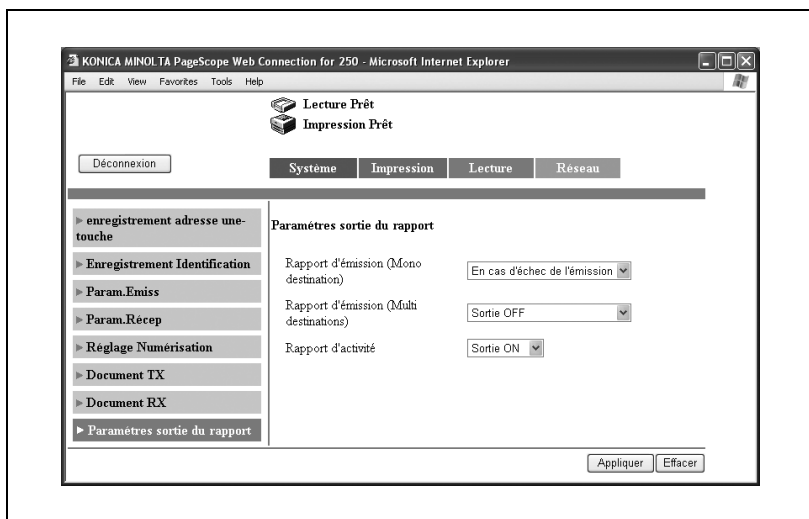 KONICA MINOLTA PageScope Web Connection for 250 - Microsoft Internet Explorer
File Edit View Favorites Tools Help
Lecture Prêt
Impression Prêt
Déconnexion
Système Impression Lecture Réseau
enregistrement adresse une-
touche
Enregistrement Identification
Param.Emiss
Param.Récep
Réglage Numérisation
Document TX
Document RX
Paramétres sortie du rapport
Paramétres sortie du rapport
Rapport d'émission (Mono
destination)
En cas d'échec de l'émission
Rapport d'émission (Multi
destinations)
Sortie OFF
Rapport d'activité
Sortie ON
Appliquer Effacer